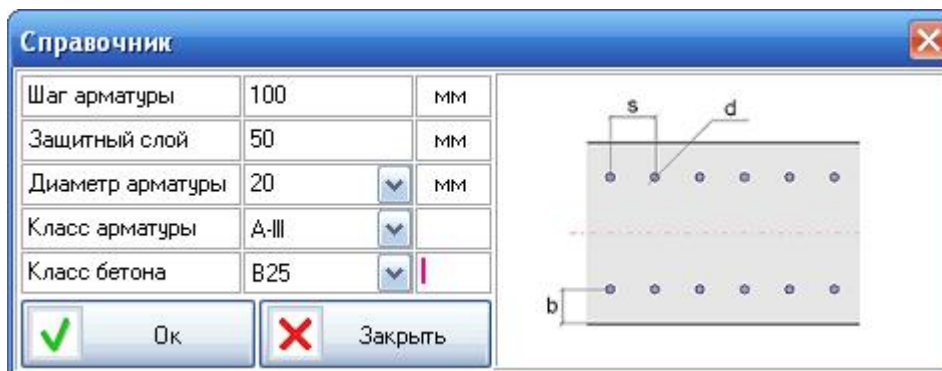 Справочник
Шаг арматуры 100 мм
Защитный слой 50 мм
Диаметр арматуры 20 мм
Класс арматуры A-III
Класс бетона B25
Ок Закрыть
s d
b